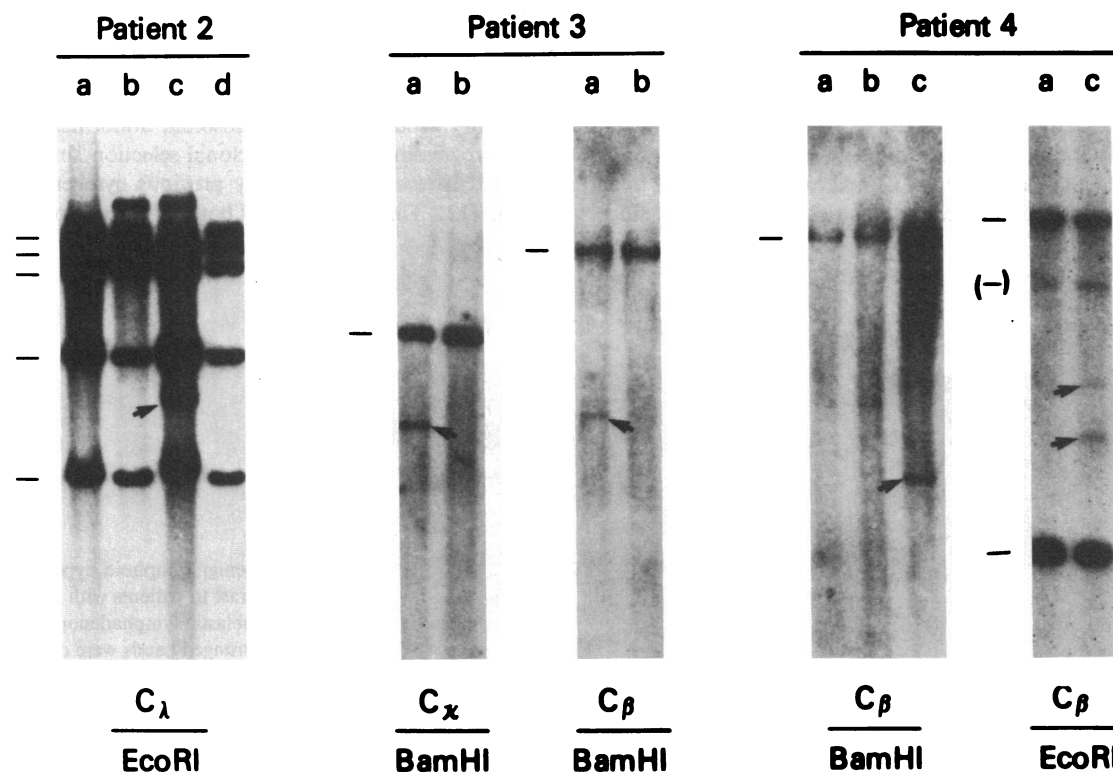 Patient 2 Patient 3 Patient 4
a b c d a b a b a b c a c
(–)
Cλ Cϰ Cβ Cβ Cβ
EcoRI BamHI BamHI BamHI EcoRI